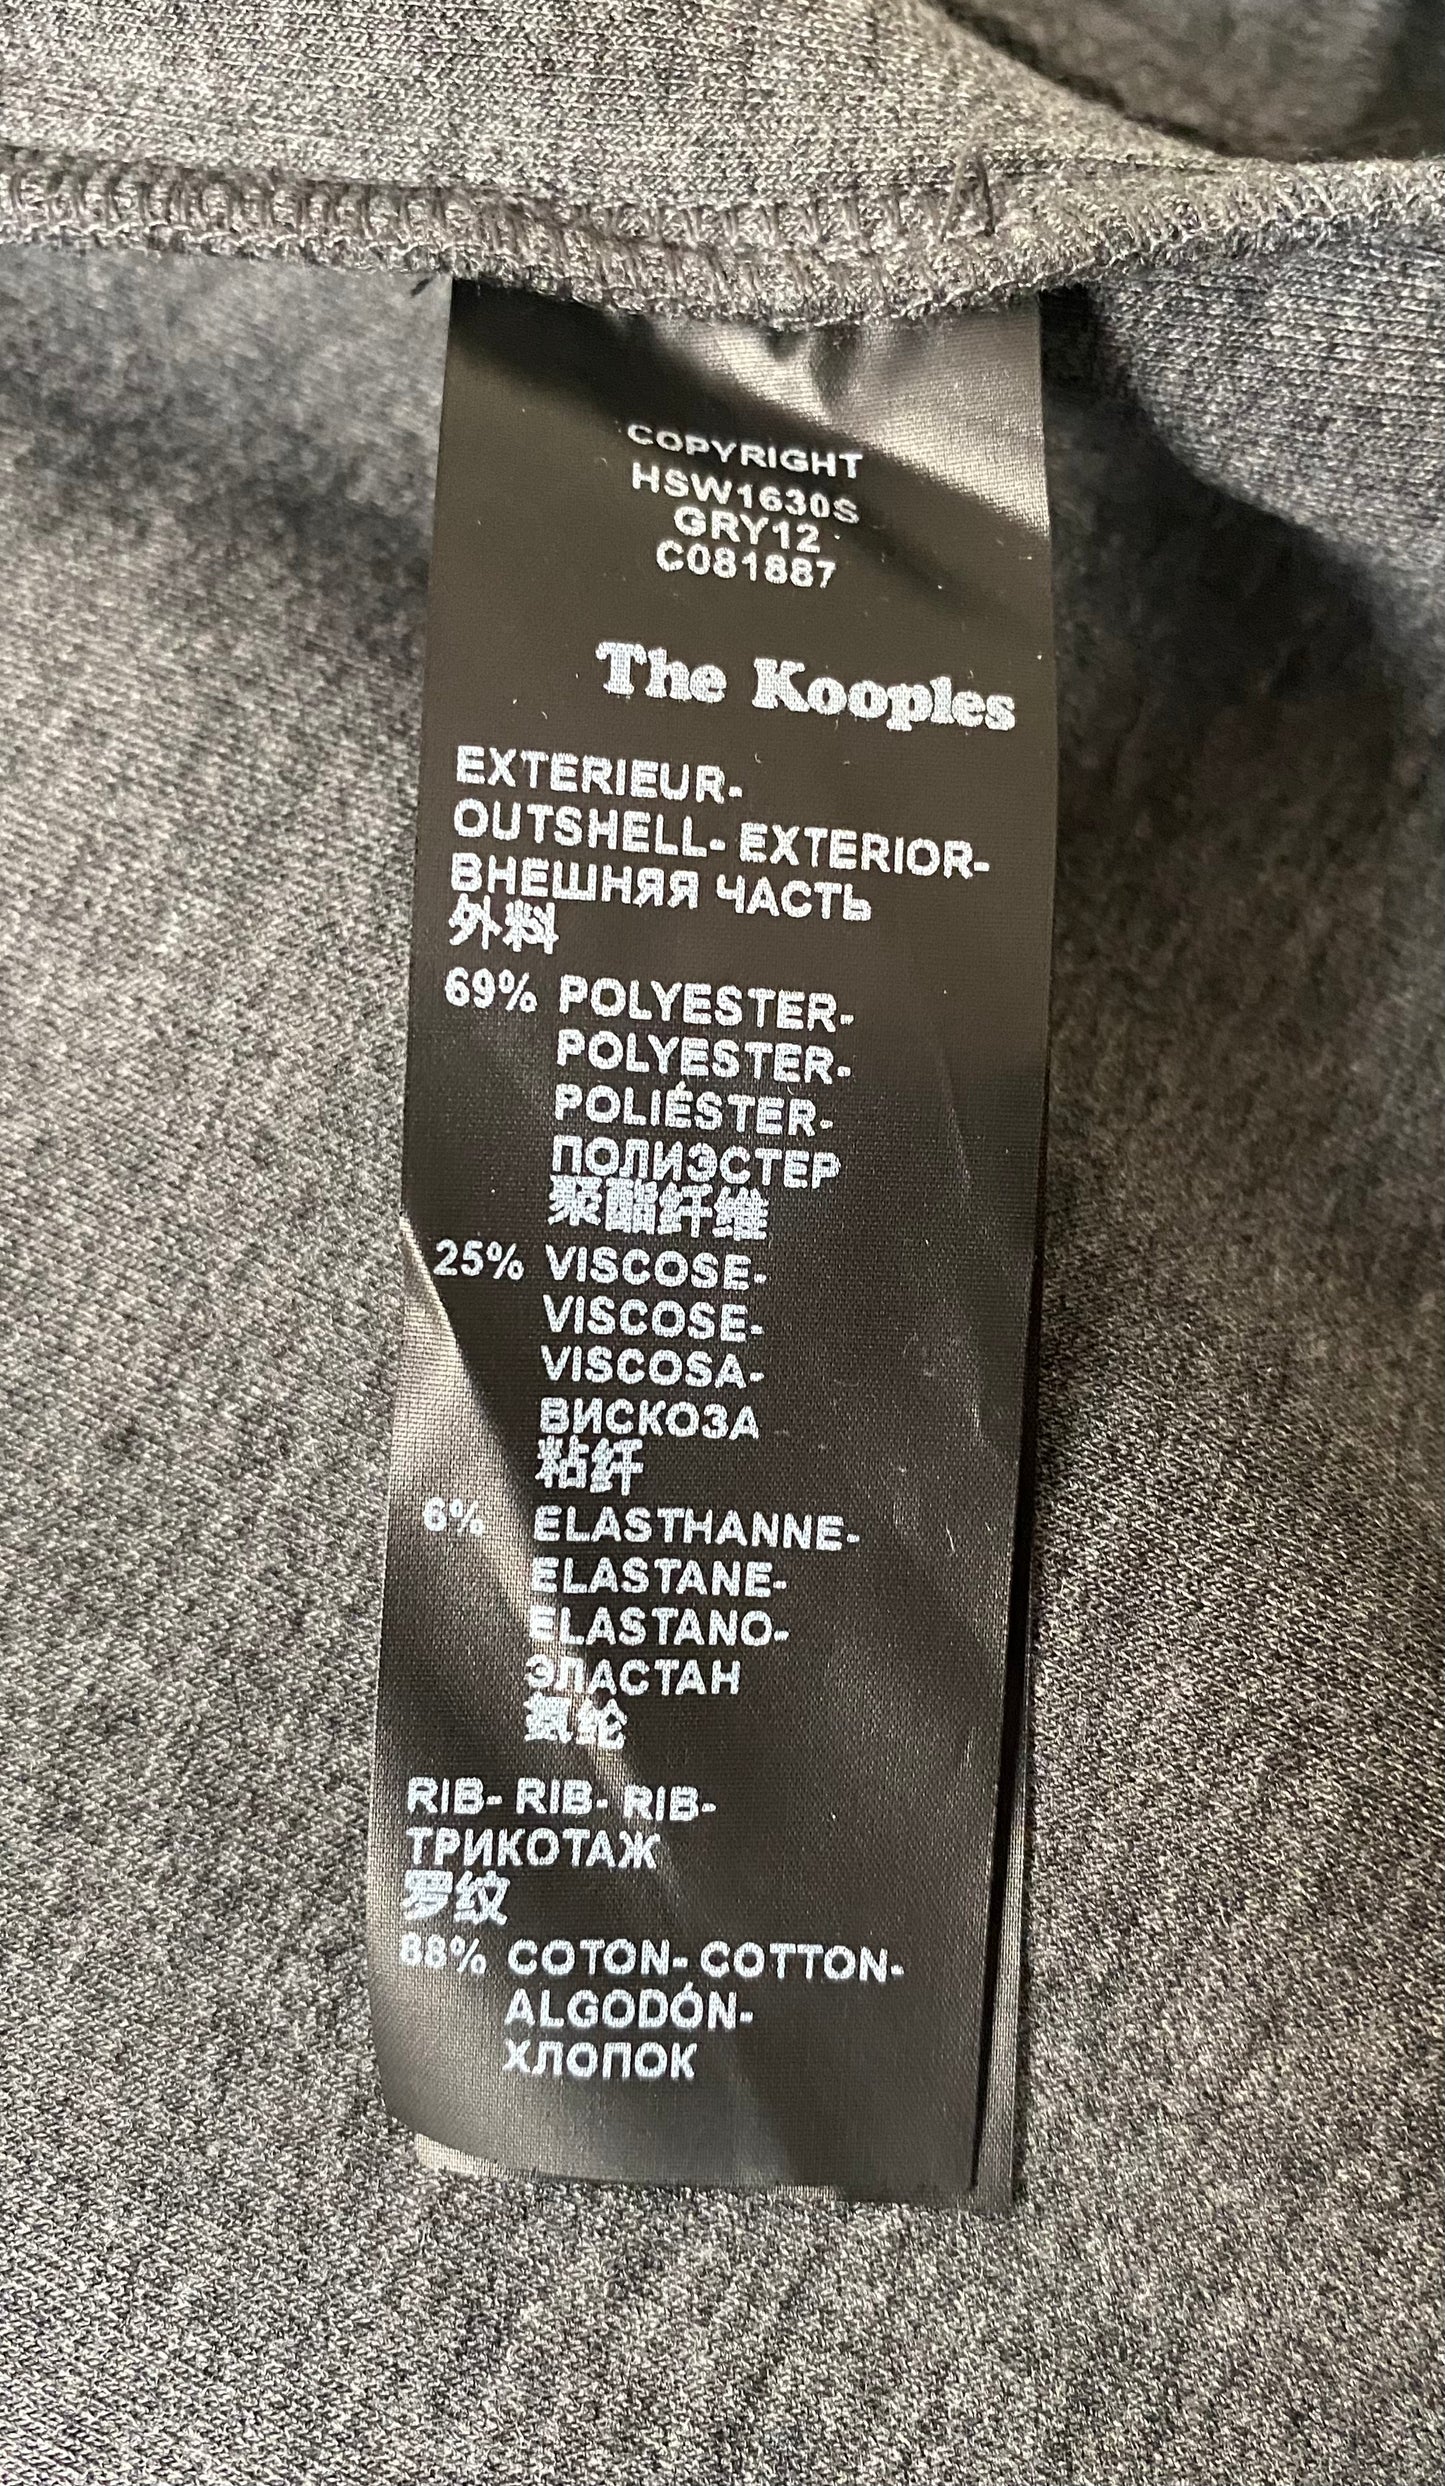 COPYRIGHT
HSW1630S
GRY12
C081887
The Kooples
EXTERIEUR-
OUTSHELL- EXTERIOR-
ВНЕШНЯЯ ЧАСТЬ
外料
69% POLYESTER-
POLYESTER-
POLIÉSTER-
ПОЛИЭСТЕР
聚酯纤维
25% VISCOSE-
VISCOSE-
VISCOSA-
ВИСКОЗА
粘纤
6% ELASTHANNE-
ELASTANE-
ELASTANO-
ЭЛАСТАН
氨纶
RIB- RIB- RIB-
ТРИКОТАЖ
罗纹
88% COTON- COTTON-
ALGODÓN-
ХЛОПОК